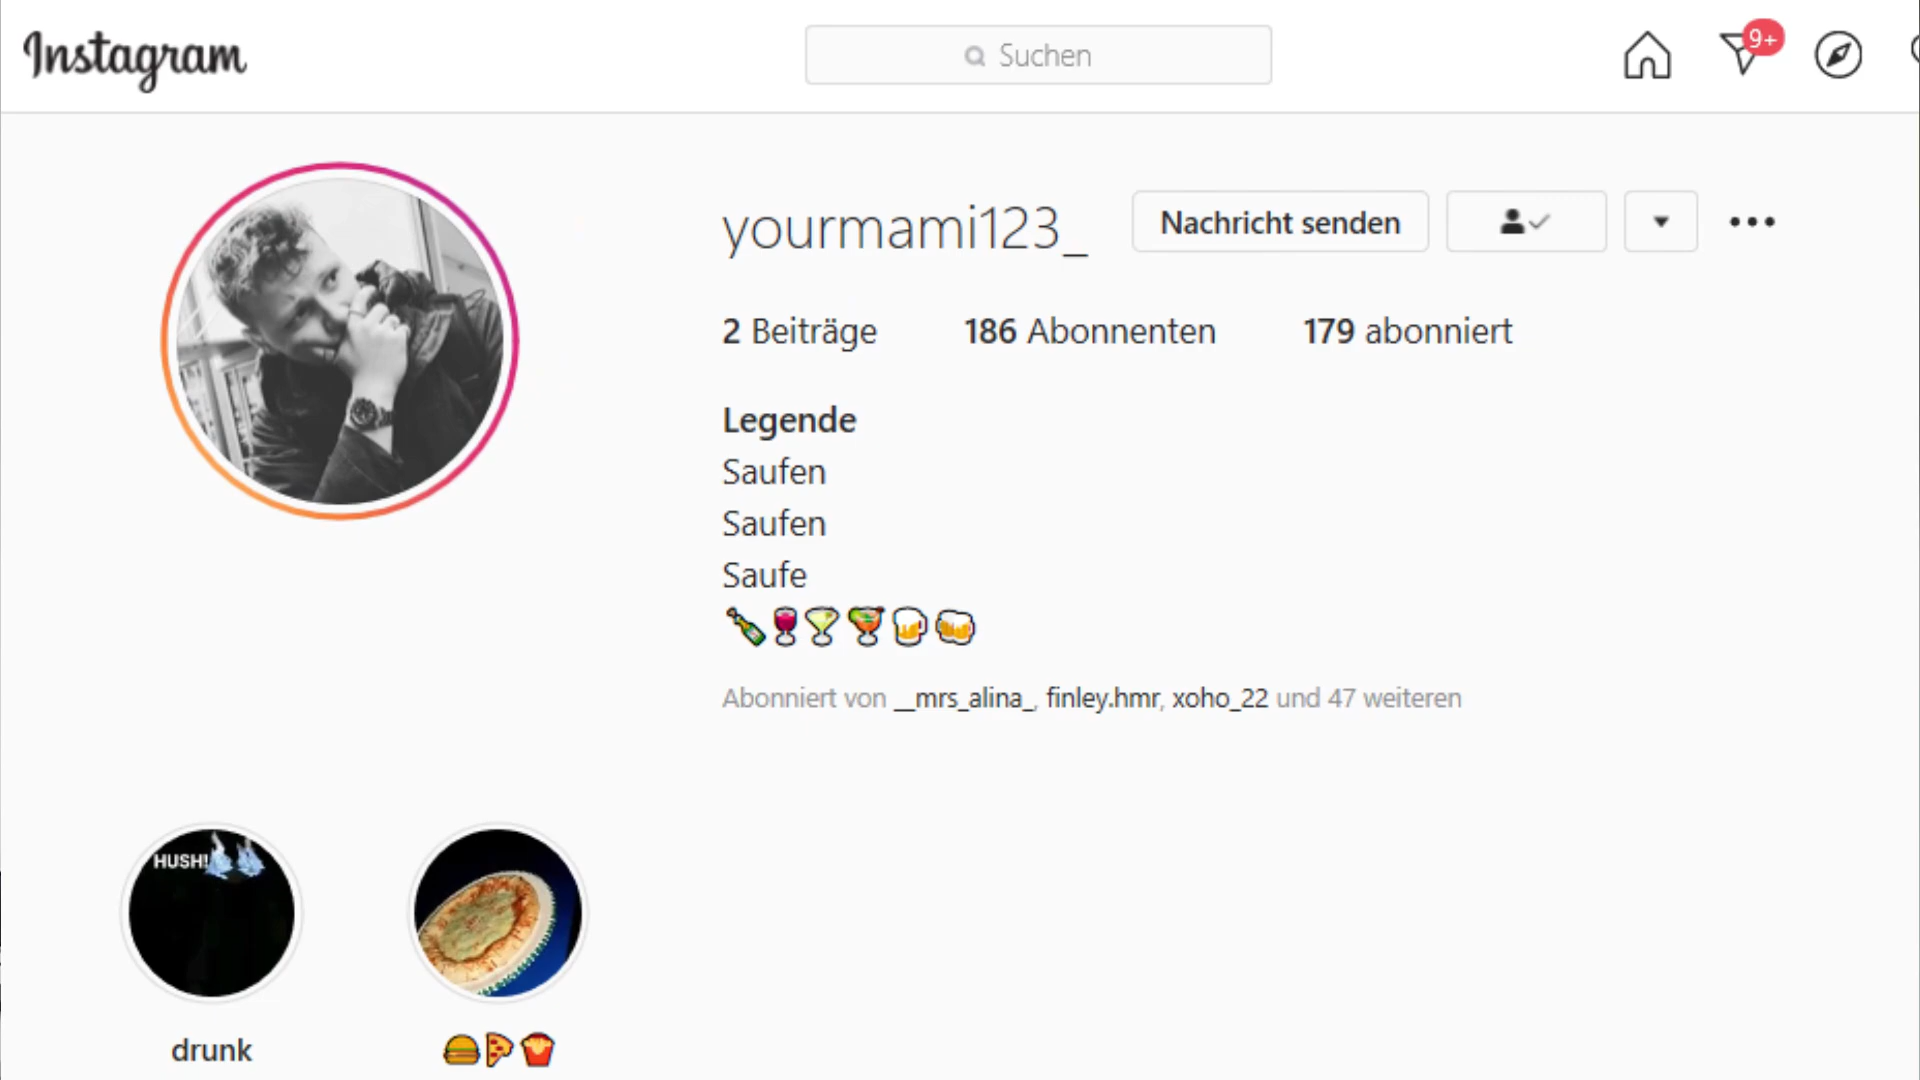 Instagram
Suchen
9+
yourmami123_
Nachricht senden
2 Beiträge
186 Abonnenten
179 abonniert
Legende
Saufen
Saufen
Saufe
🍾🍷🍸🍹🍺🍻
Abonniert von __mrs_alina_, finley.hmr, xoho_22 und 47 weiteren
HUSH!
drunk
🍔🍕🍟